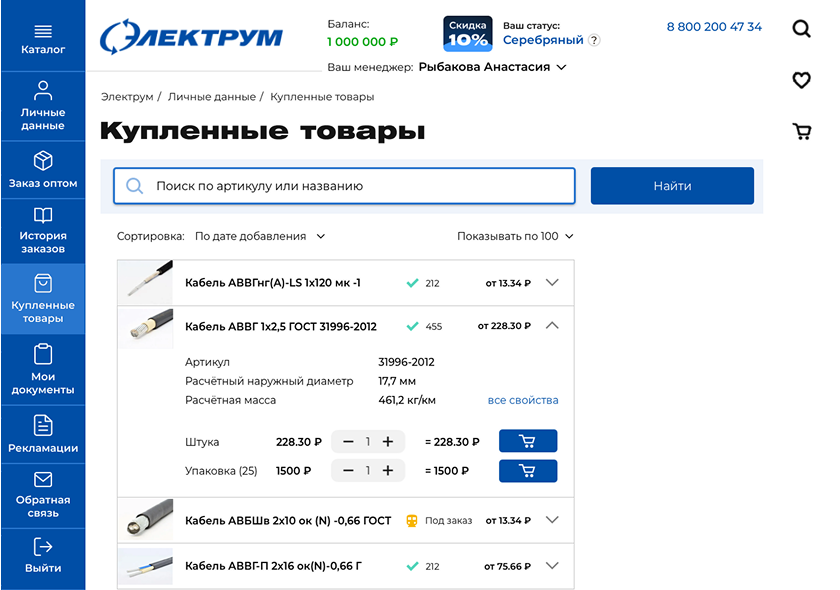 Каталог
Личные
данные
Заказ оптом
История
заказов
Купленные
товары
Мои
документы
Рекламации
Обратная
связь
Выйти
ЭЛЕКТРУМ
Баланс:
1 000 000 ₽
Скидка
10%
Ваш статус:
Серебряный ?
8 800 200 47 34
Ваш менеджер: Рыбакова Анастасия
Электрум / Личные данные / Купленные товары
Купленные товары
Поиск по артикулу или названию
Найти
Сортировка: По дате добавления
Показывать по 100
Кабель АВВГнг(А)-LS 1x120 мк -1 212 от 13.34 ₽
Кабель АВВГ 1x2,5 ГОСТ 31996-2012 455 от 228.30 ₽
Артикул 31996-2012
Расчётный наружный диаметр 17,7 мм
Расчётная масса 461,2 кг/км все свойства
Штука 228.30 ₽ — 1 + = 228.30 ₽
Упаковка (25) 1500 ₽ — 1 + = 1500 ₽
Кабель АВБШв 2x10 ок (N) -0,66 ГОСТ Под заказ от 13.34 ₽
Кабель АВВГ-П 2x16 ок(N)-0,66 Г 212 от 75.66 ₽